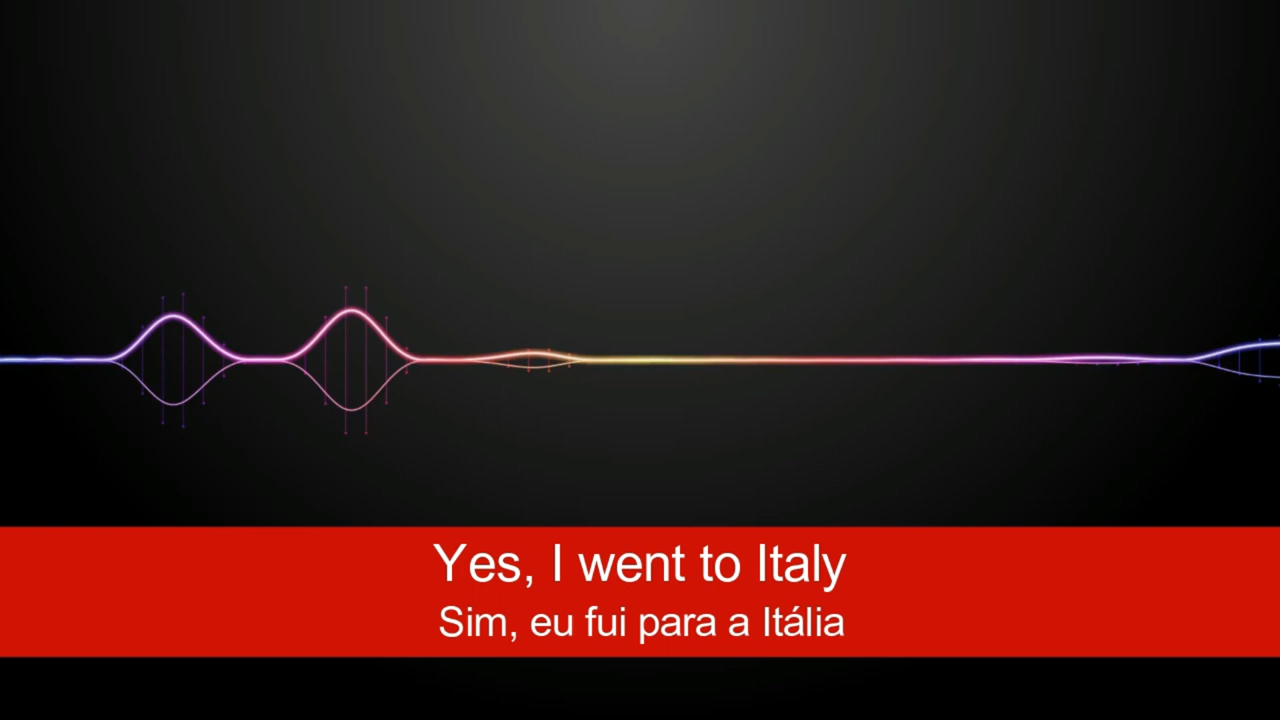 Yes, I went to Italy
Sim, eu fui para a Itália